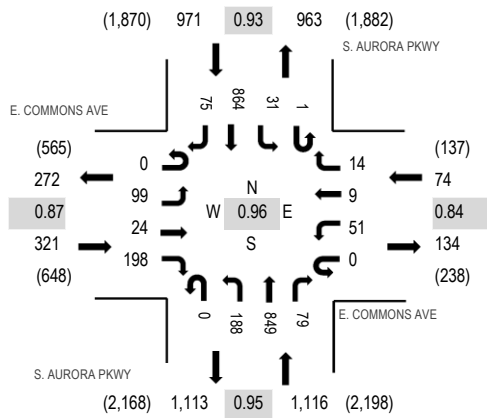 (1,870) 971 0.93 963 (1,882)
S. AURORA PKWY
E. COMMONS AVE
75 864 31 1
(565)
272
0.87
321
(648)
0
99
24
198
N
W 0.96 E
S
14
9
51
0
(137)
74
0.84
134
(238)
0 188 849 79
E. COMMONS AVE
S. AURORA PKWY
(2,168) 1,113 0.95 1,116 (2,198)